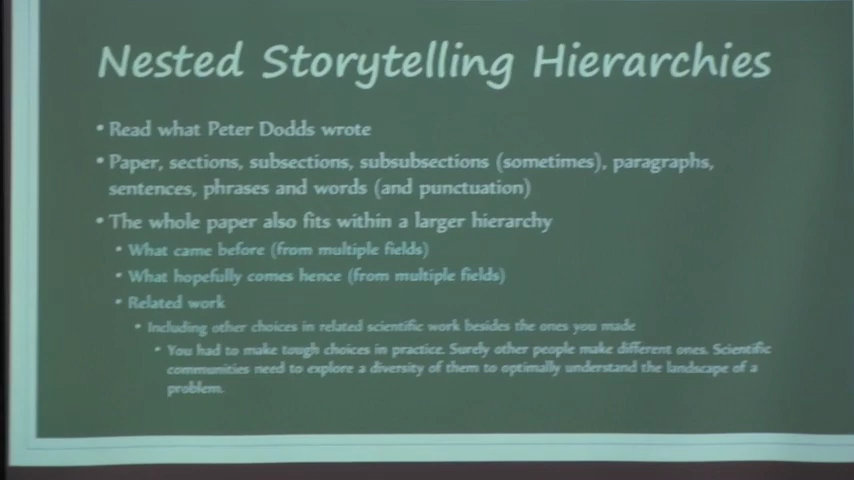 Nested Storytelling Hierarchies
• Read what Peter Dodds wrote
• Paper, sections, subsections, subsubsections (sometimes), paragraphs,
sentences, phrases and words (and punctuation)
• The whole paper also fits within a larger hierarchy
• What came before (from multiple fields)
• What hopefully comes hence (from multiple fields)
• Related work
• Including other choices in related scientific work besides the ones you made
• You had to make tough choices in practice. Surely other people make different ones. Scientific
communities need to explore a diversity of them to optimally understand the landscape of a
problem.